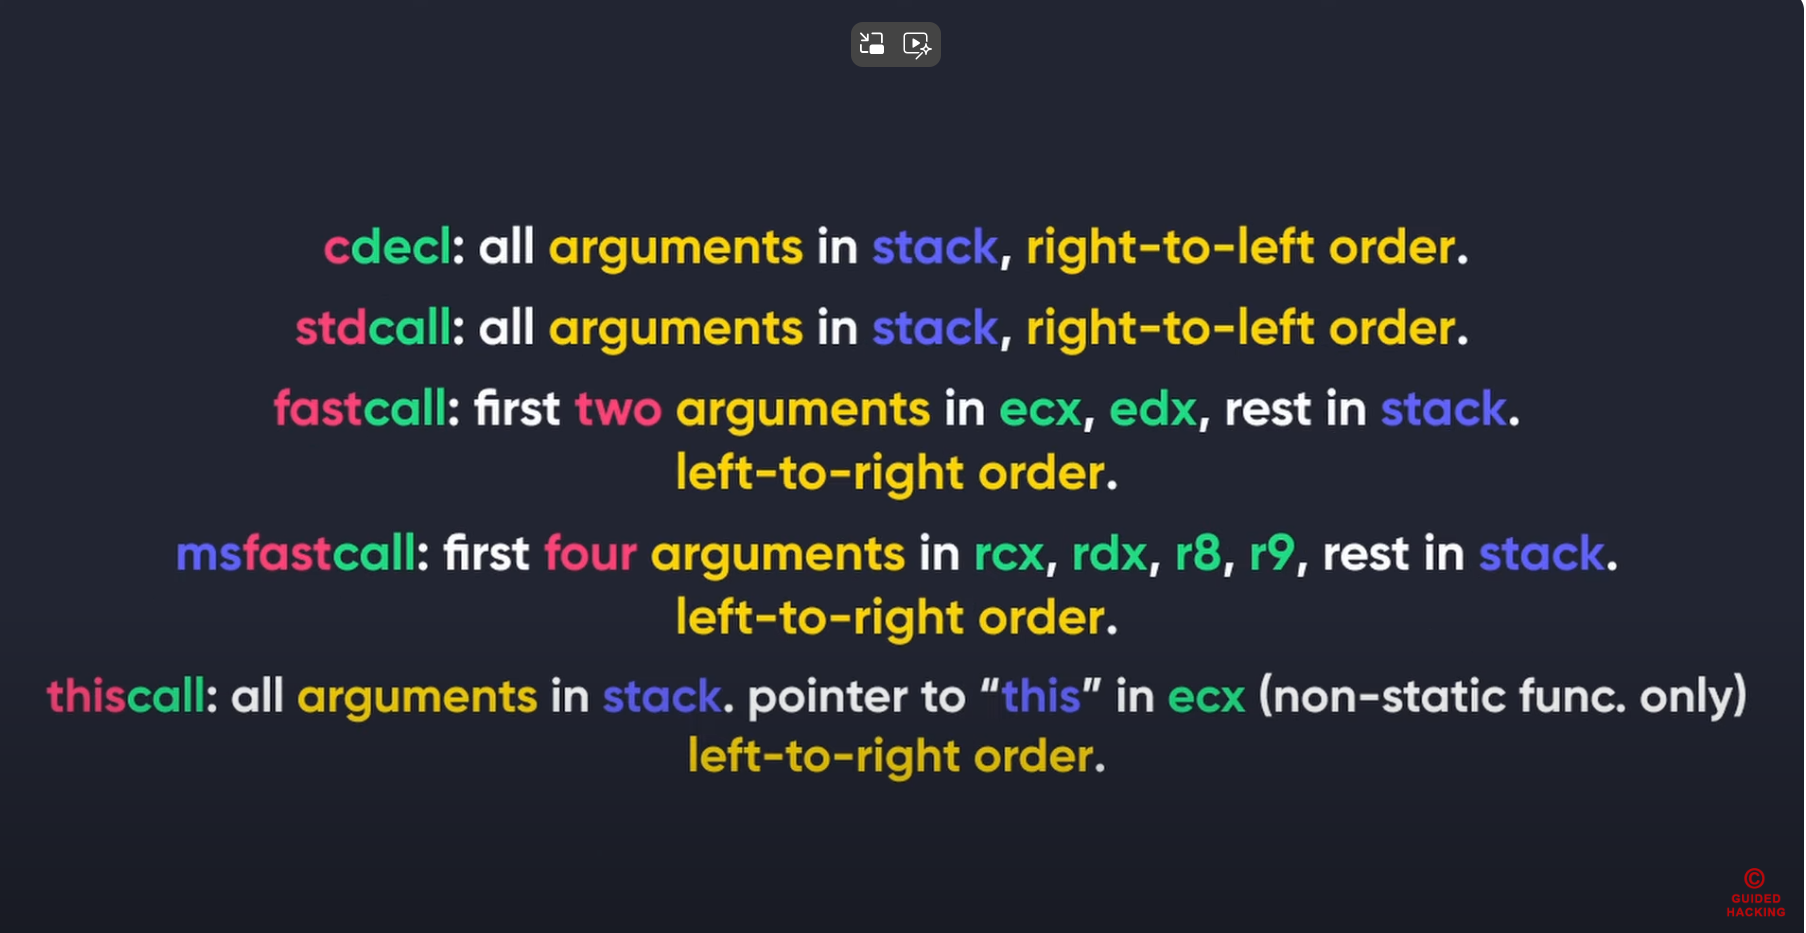 cdecl: all arguments in stack, right-to-left order.
stdcall: all arguments in stack, right-to-left order.
fastcall: first two arguments in ecx, edx, rest in stack.
left-to-right order.
msfastcall: first four arguments in rcx, rdx, r8, r9, rest in stack.
left-to-right order.
thiscall: all arguments in stack. pointer to “this” in ecx (non-static func. only)
left-to-right order.
©
GUIDED
HACKING